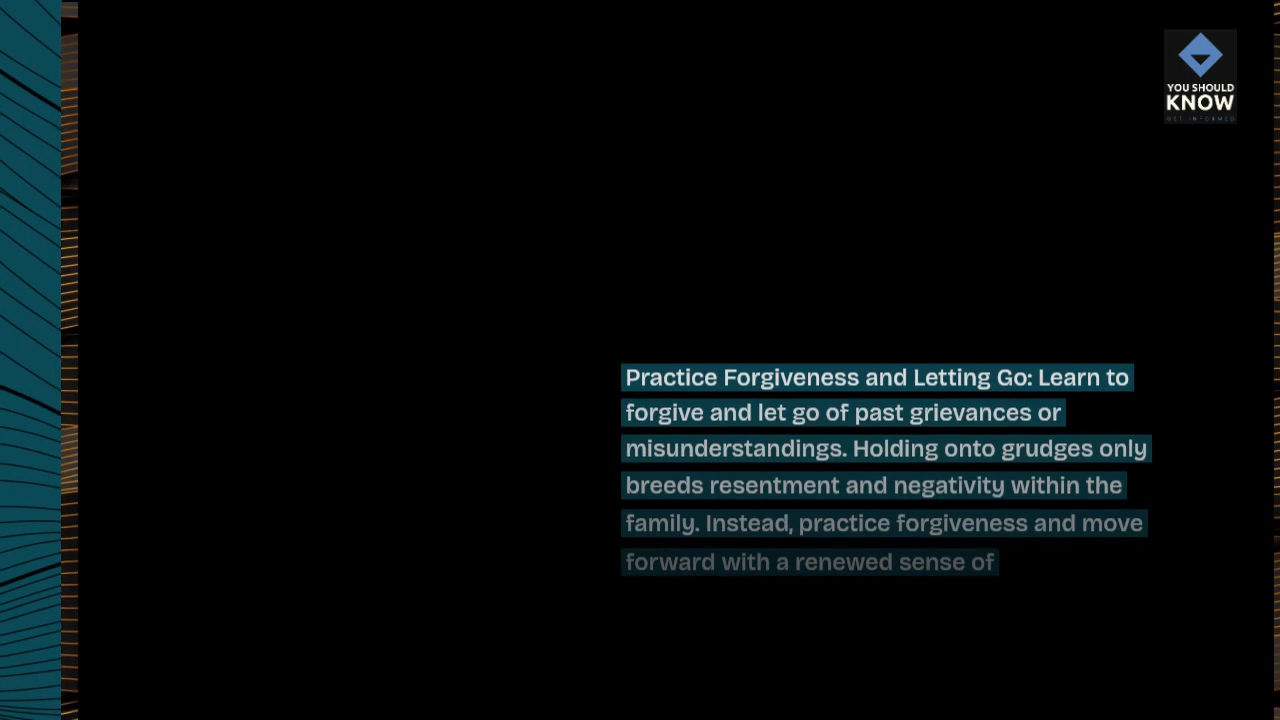 YOU SHOULD
KNOW
GET INFORMED
Practice Forgiveness and Letting Go: Learn to
forgive and let go of past grievances or
misunderstandings. Holding onto grudges only
breeds resentment and negativity within the
family. Instead, practice forgiveness and move
forward with a renewed sense of